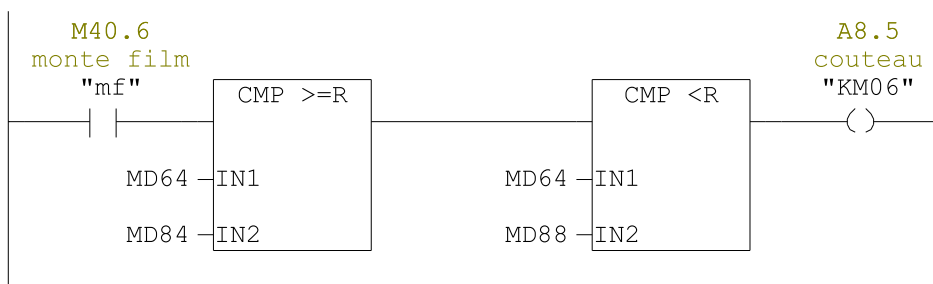 M40.6
monte film
"mf"
A8.5
couteau
"KM06"
CMP >=R
CMP <R
MD64 IN1
MD64 IN1
MD84 IN2
MD88 IN2